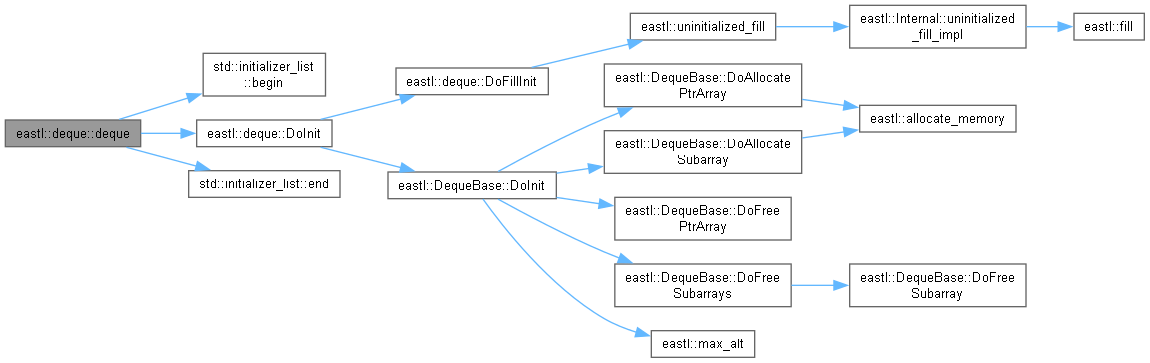 eastl::deque::deque
std::initializer_list
::begin
eastl::deque::DoInit
std::initializer_list::end
eastl::deque::DoFillInit
eastl::DequeBase::DoInit
eastl::uninitialized_fill
eastl::DequeBase::DoAllocate
PtrArray
eastl::DequeBase::DoAllocate
Subarray
eastl::DequeBase::DoFree
PtrArray
eastl::DequeBase::DoFree
Subarrays
eastl::max_alt
eastl::Internal::uninitialized
_fill_impl
eastl::allocate_memory
eastl::DequeBase::DoFree
Subarray
eastl::fill